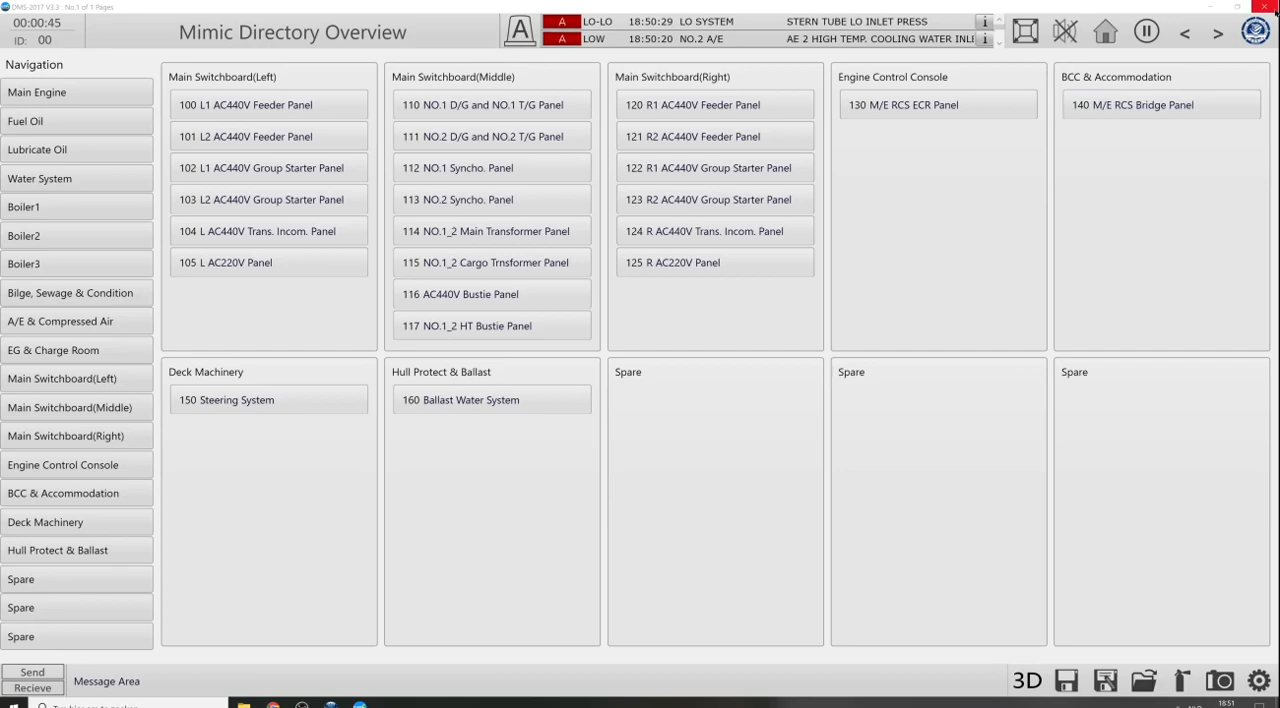 DMS-2017 V3.3 : No.1 of 1 Pages
00:00:45
ID: 00
Mimic Directory Overview
A
A LO-LO 18:50:29 LO SYSTEM STERN TUBE LO INLET PRESS i
A LOW 18:50:20 NO.2 A/E AE 2 HIGH TEMP. COOLING WATER INL i
Navigation
Main Engine
Fuel Oil
Lubricate Oil
Water System
Boiler1
Boiler2
Boiler3
Bilge, Sewage & Condition
A/E & Compressed Air
EG & Charge Room
Main Switchboard(Left)
Main Switchboard(Middle)
Main Switchboard(Right)
Engine Control Console
BCC & Accommodation
Deck Machinery
Hull Protect & Ballast
Spare
Spare
Spare
Main Switchboard(Left)
100 L1 AC440V Feeder Panel
101 L2 AC440V Feeder Panel
102 L1 AC440V Group Starter Panel
103 L2 AC440V Group Starter Panel
104 L AC440V Trans. Incom. Panel
105 L AC220V Panel
Main Switchboard(Middle)
110 NO.1 D/G and NO.1 T/G Panel
111 NO.2 D/G and NO.2 T/G Panel
112 NO.1 Syncho. Panel
113 NO.2 Syncho. Panel
114 NO.1_2 Main Transformer Panel
115 NO.1_2 Cargo Trnsformer Panel
116 AC440V Bustie Panel
117 NO.1_2 HT Bustie Panel
Main Switchboard(Right)
120 R1 AC440V Feeder Panel
121 R2 AC440V Feeder Panel
122 R1 AC440V Group Starter Panel
123 R2 AC440V Group Starter Panel
124 R AC440V Trans. Incom. Panel
125 R AC220V Panel
Engine Control Console
130 M/E RCS ECR Panel
BCC & Accommodation
140 M/E RCS Bridge Panel
Deck Machinery
150 Steering System
Hull Protect & Ballast
160 Ballast Water System
Spare
Spare
Spare
Send
Recieve
Message Area
3D
18:51